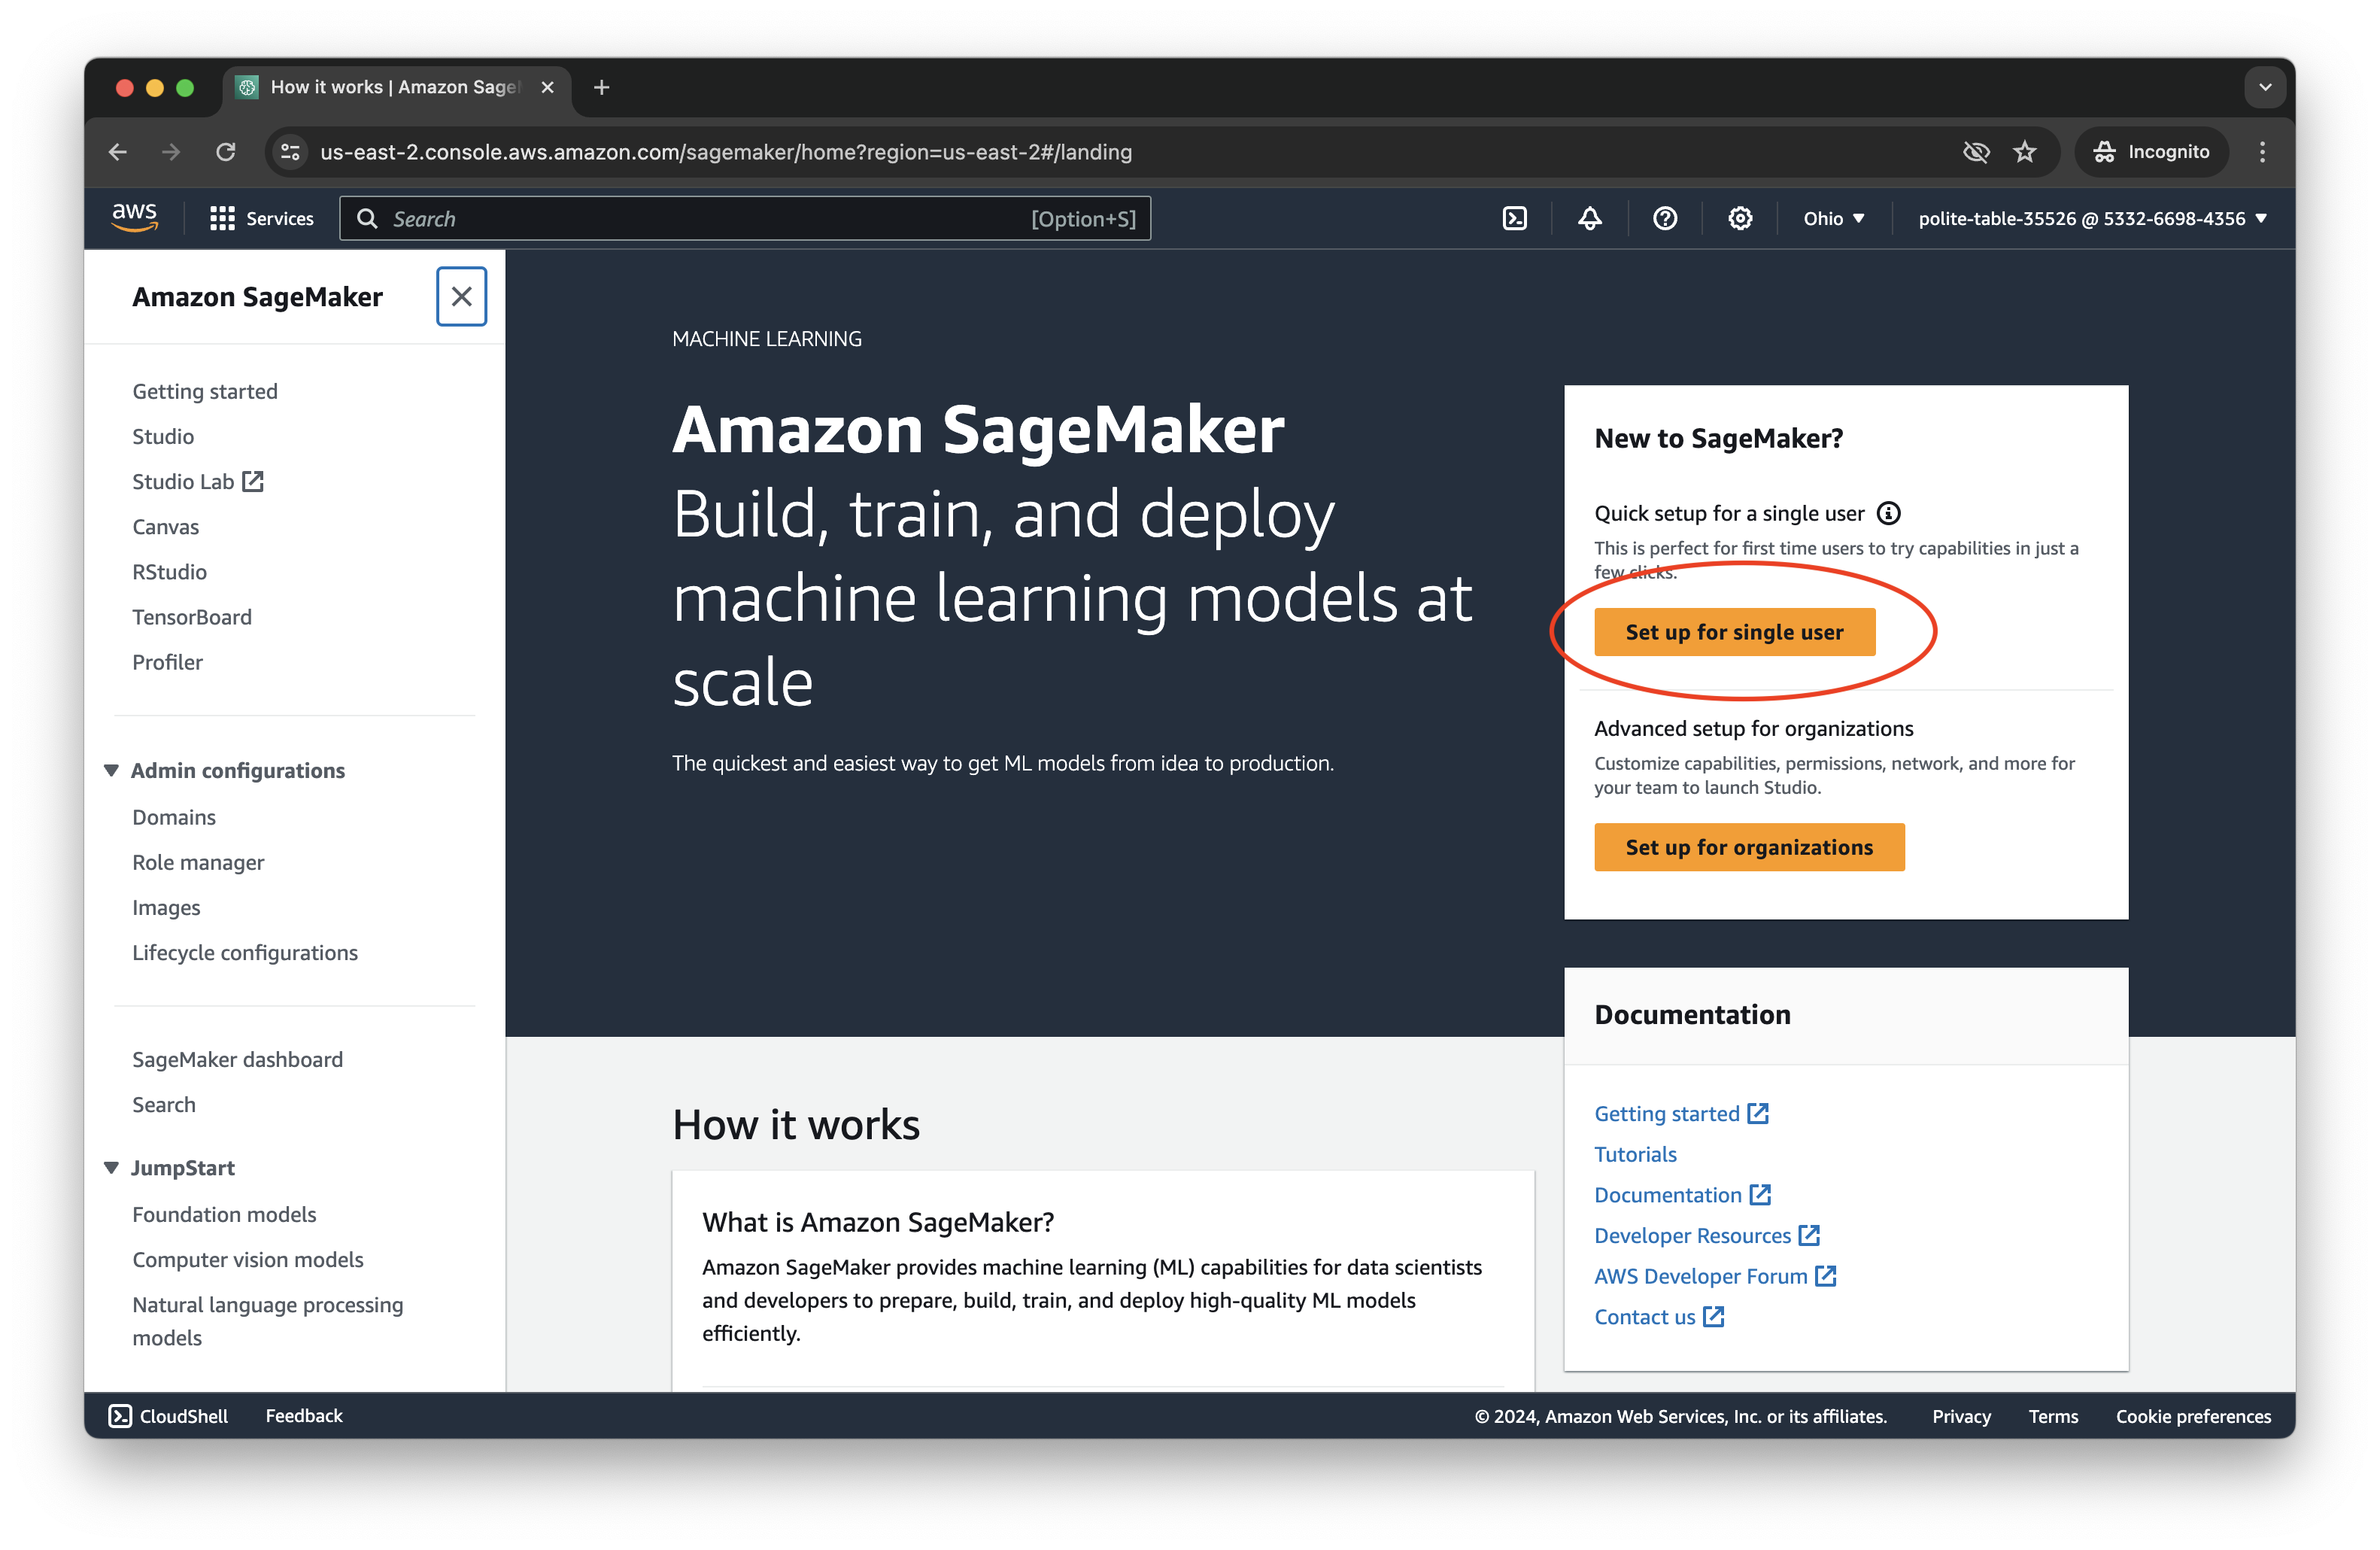 How it works | Amazon Sage
us-east-2.console.aws.amazon.com/sagemaker/home?region=us-east-2#/landing
Incognito
aws
Services
Search
[Option+S]
Ohio
polite-table-35526 @ 5332-6698-4356
Amazon SageMaker
Getting started
Studio
Studio Lab
Canvas
RStudio
TensorBoard
Profiler
Admin configurations
Domains
Role manager
Images
Lifecycle configurations
SageMaker dashboard
Search
JumpStart
Foundation models
Computer vision models
Natural language processing
models
MACHINE LEARNING
Amazon SageMaker
Build, train, and deploy
machine learning models at
scale
The quickest and easiest way to get ML models from idea to production.
New to SageMaker?
Quick setup for a single user
This is perfect for first time users to try capabilities in just a
few clicks.
Set up for single user
Advanced setup for organizations
Customize capabilities, permissions, network, and more for
your team to launch Studio.
Set up for organizations
Documentation
Getting started
Tutorials
Documentation
Developer Resources
AWS Developer Forum
Contact us
How it works
What is Amazon SageMaker?
Amazon SageMaker provides machine learning (ML) capabilities for data scientists
and developers to prepare, build, train, and deploy high-quality ML models
efficiently.
CloudShell
Feedback
© 2024, Amazon Web Services, Inc. or its affiliates.
Privacy
Terms
Cookie preferences